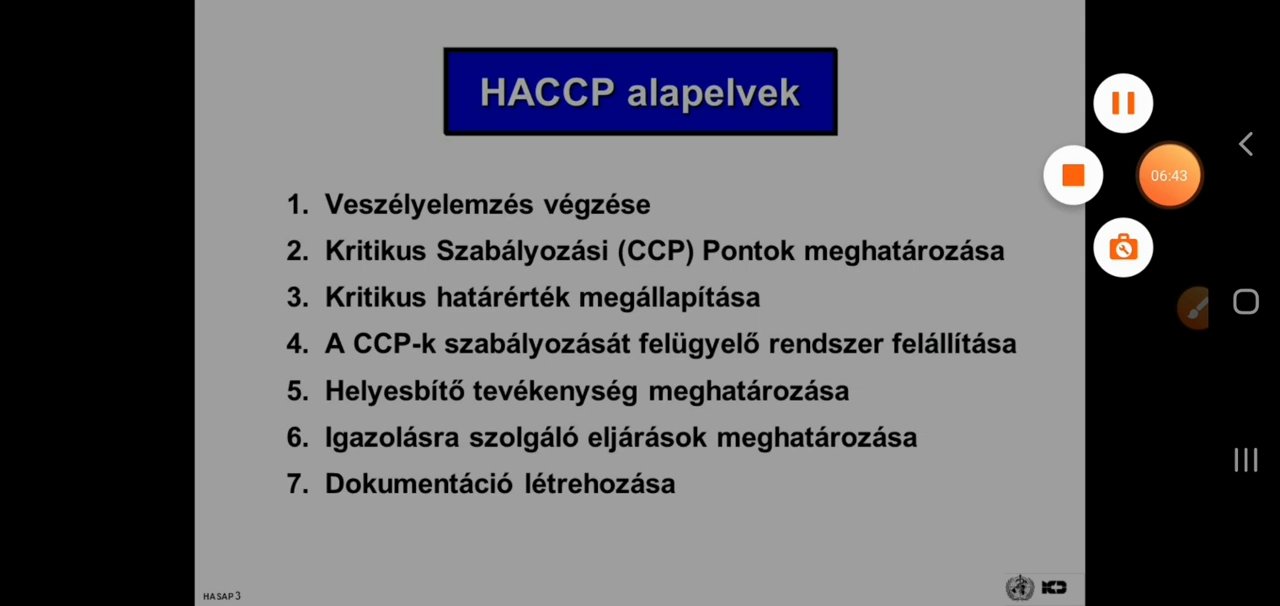 HACCP alapelvek
1. Veszélyelemzés végzése
2. Kritikus Szabályozási (CCP) Pontok meghatározása
3. Kritikus határérték megállapítása
4. A CCP-k szabályozását felügyelő rendszer felállítása
5. Helyesbítő tevékenység meghatározása
6. Igazolásra szolgáló eljárások meghatározása
7. Dokumentáció létrehozása
06:43
HASAP 3